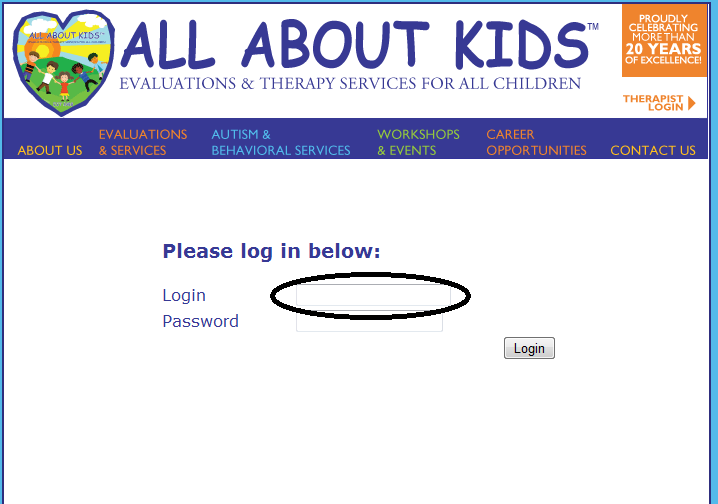 ALL ABOUT KIDS
ALL ABOUT KIDS™
EVALUATIONS & THERAPY SERVICES FOR ALL CHILDREN
PROUDLY
CELEBRATING
MORE THAN
20 YEARS
OF EXCELLENCE!
THERAPIST
LOGIN
ABOUT US
EVALUATIONS
& SERVICES
AUTISM &
BEHAVIORAL SERVICES
WORKSHOPS
& EVENTS
CAREER
OPPORTUNITIES
CONTACT US
Please log in below:
Login
Password
Login